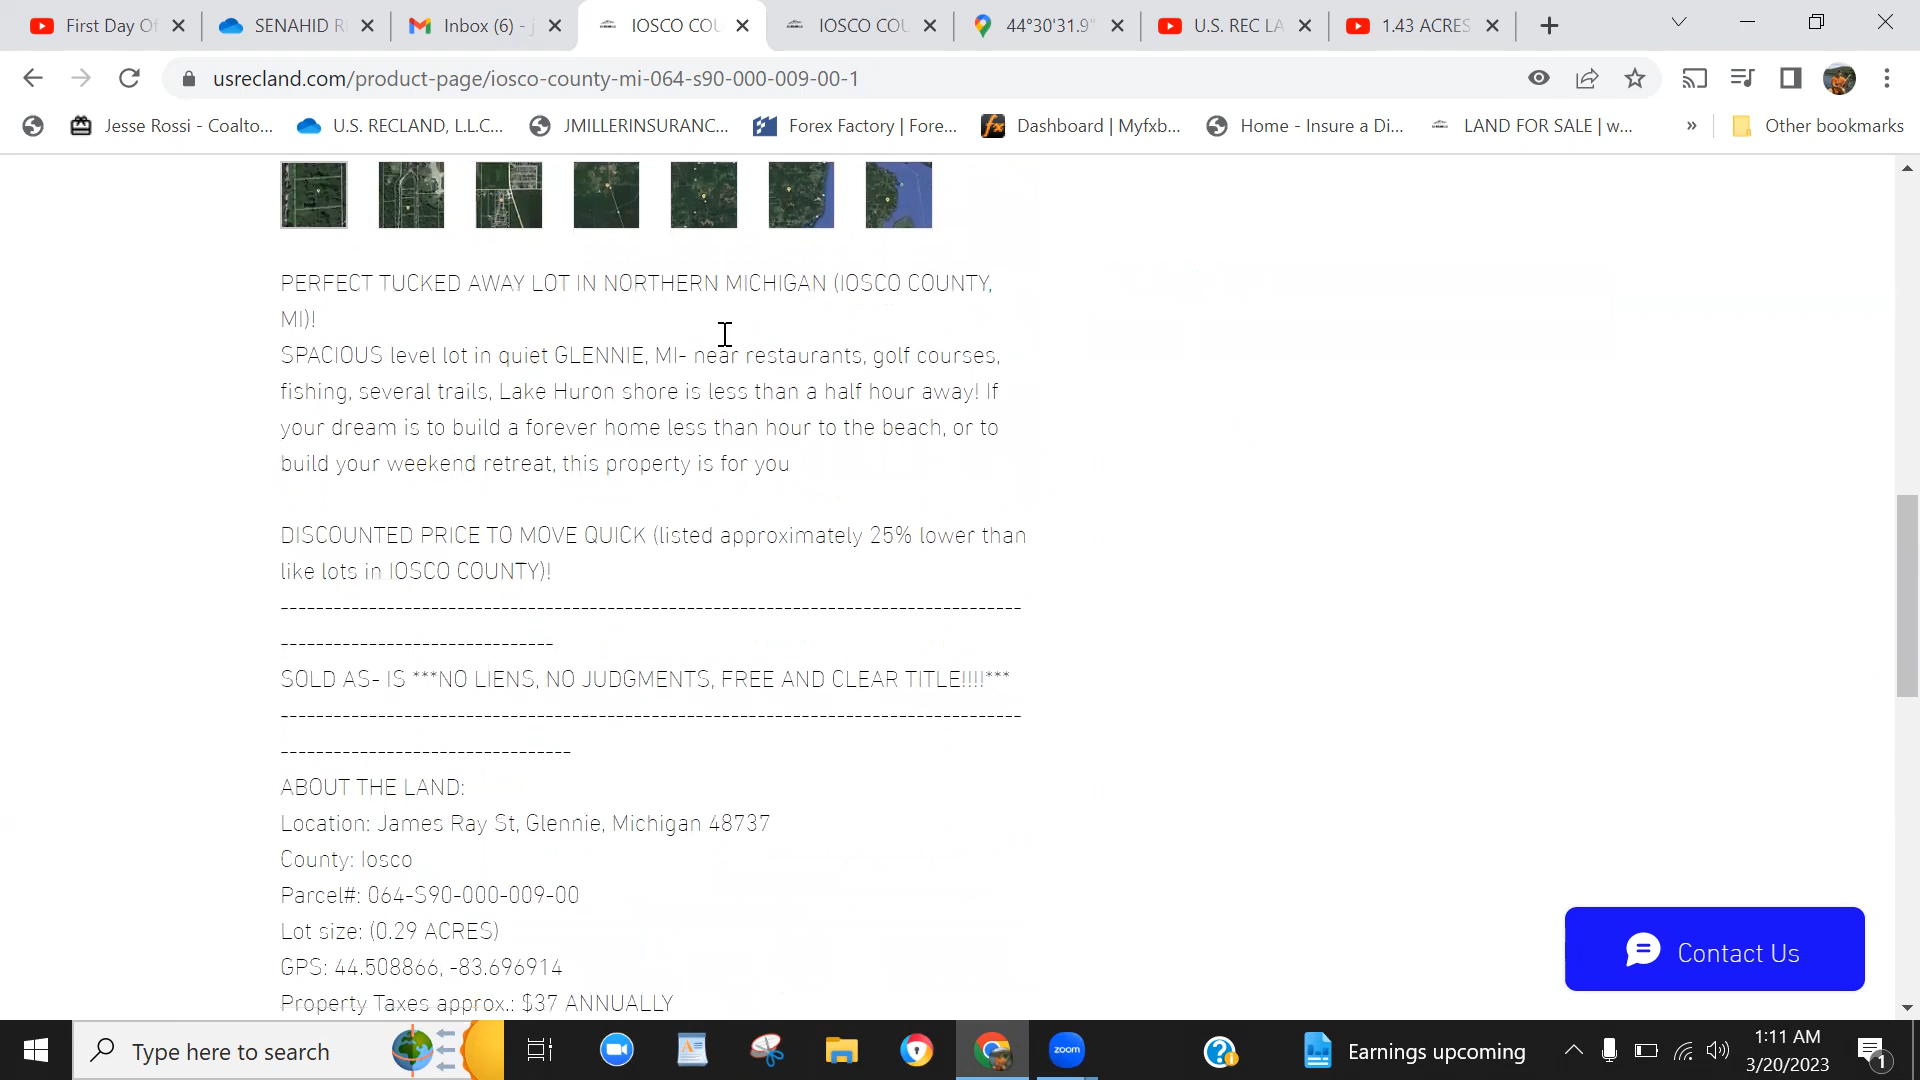 First Day Of
SENAHID R
Inbox (6) - j
IOSCO COU
IOSCO COU
44°30'31.9"
U.S. REC LA
1.43 ACRES
usrecland.com/product-page/iosco-county-mi-064-s90-000-009-00-1
Jesse Rossi - Coalto...
U.S. RECLAND, L.L.C...
JMILLERINSURANC...
Forex Factory | Fore...
Dashboard | Myfxb...
Home - Insure a Di...
LAND FOR SALE | w...
»
Other bookmarks
PERFECT TUCKED AWAY LOT IN NORTHERN MICHIGAN (IOSCO COUNTY,
MI)!
SPACIOUS level lot in quiet GLENNIE, MI- near restaurants, golf courses,
fishing, several trails, Lake Huron shore is less than a half hour away! If
your dream is to build a forever home less than hour to the beach, or to
build your weekend retreat, this property is for you
DISCOUNTED PRICE TO MOVE QUICK (listed approximately 25% lower than
like lots in IOSCO COUNTY)!
-----------------------------------------------------------------------------------
-------------------------------
SOLD AS- IS ***NO LIENS, NO JUDGMENTS, FREE AND CLEAR TITLE!!!!***
-----------------------------------------------------------------------------------
---------------------------------
ABOUT THE LAND:
Location: James Ray St, Glennie, Michigan 48737
County: Iosco
Parcel#: 064-S90-000-009-00
Lot size: (0.29 ACRES)
GPS: 44.508866, -83.696914
Property Taxes approx.: $37 ANNUALLY
Contact Us
Type here to search
zoom
Earnings upcoming
1:11 AM
3/20/2023
1